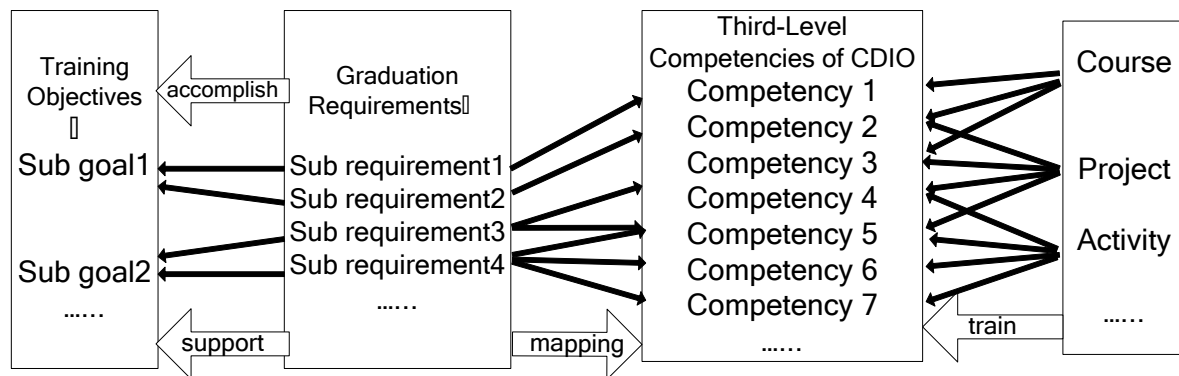 Training
Objectives
Sub goal1
Sub goal2
......
accomplish
support
Graduation
Requirements
Sub requirement1
Sub requirement2
Sub requirement3
Sub requirement4
......
mapping
Third-Level
Competencies of CDIO
Competency 1
Competency 2
Competency 3
Competency 4
Competency 5
Competency 6
Competency 7
......
train
Course
Project
Activity
......